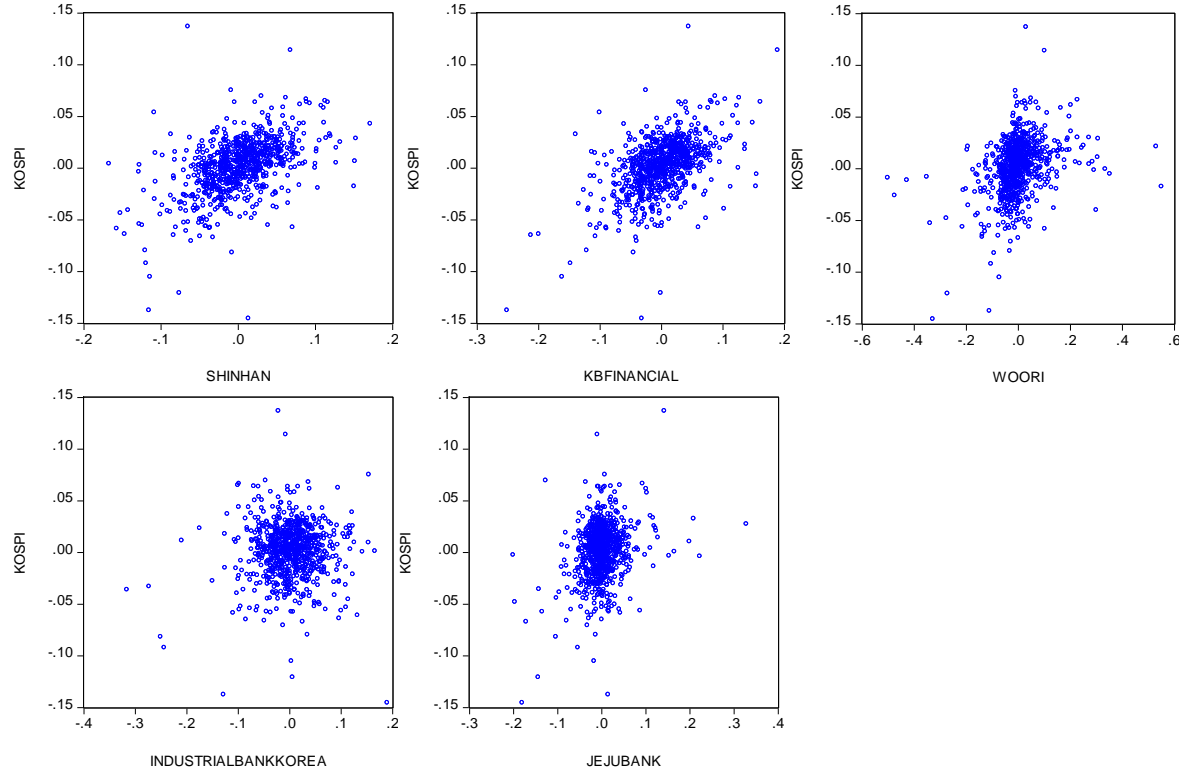 .15
.10
.05
.00
-.05
-.10
-.15
KOSPI
-.2 -.1 .0 .1 .2
SHINHAN
.15
.10
.05
.00
-.05
-.10
-.15
KOSPI
-.3 -.2 -.1 .0 .1 .2
KBFINANCIAL
.15
.10
.05
.00
-.05
-.10
-.15
KOSPI
-.6 -.4 -.2 .0 .2 .4 .6
WOORI
.15
.10
.05
.00
-.05
-.10
-.15
KOSPI
-.4 -.3 -.2 -.1 .0 .1 .2
INDUSTRIALBANKKOREA
.15
.10
.05
.00
-.05
-.10
-.15
KOSPI
-.3 -.2 -.1 .0 .1 .2 .3 .4
JEJUBANK